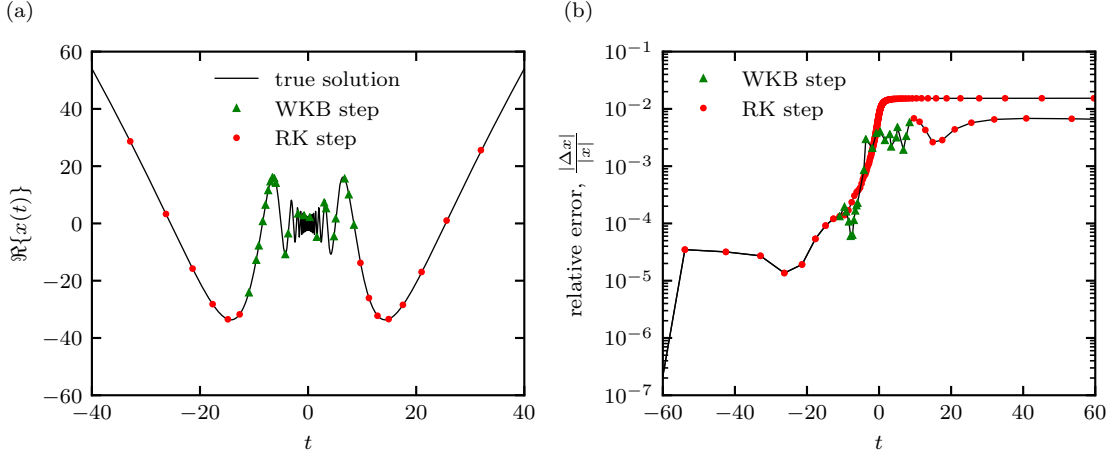 (a)
60
40
20
0
−20
−40
−60
ℜ{x(t)}
−40
−20
0
20
40
t
true solution
WKB step
RK step
(b)
10⁻¹
10⁻²
10⁻³
10⁻⁴
10⁻⁵
10⁻⁶
10⁻⁷
relative error, |Δx|/|x|
−60
−40
−20
0
20
40
60
t
WKB step
RK step